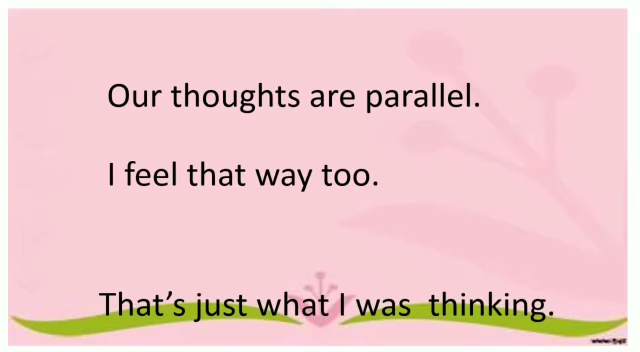 Our thoughts are parallel.
I feel that way too.
That's just what I was  thinking.